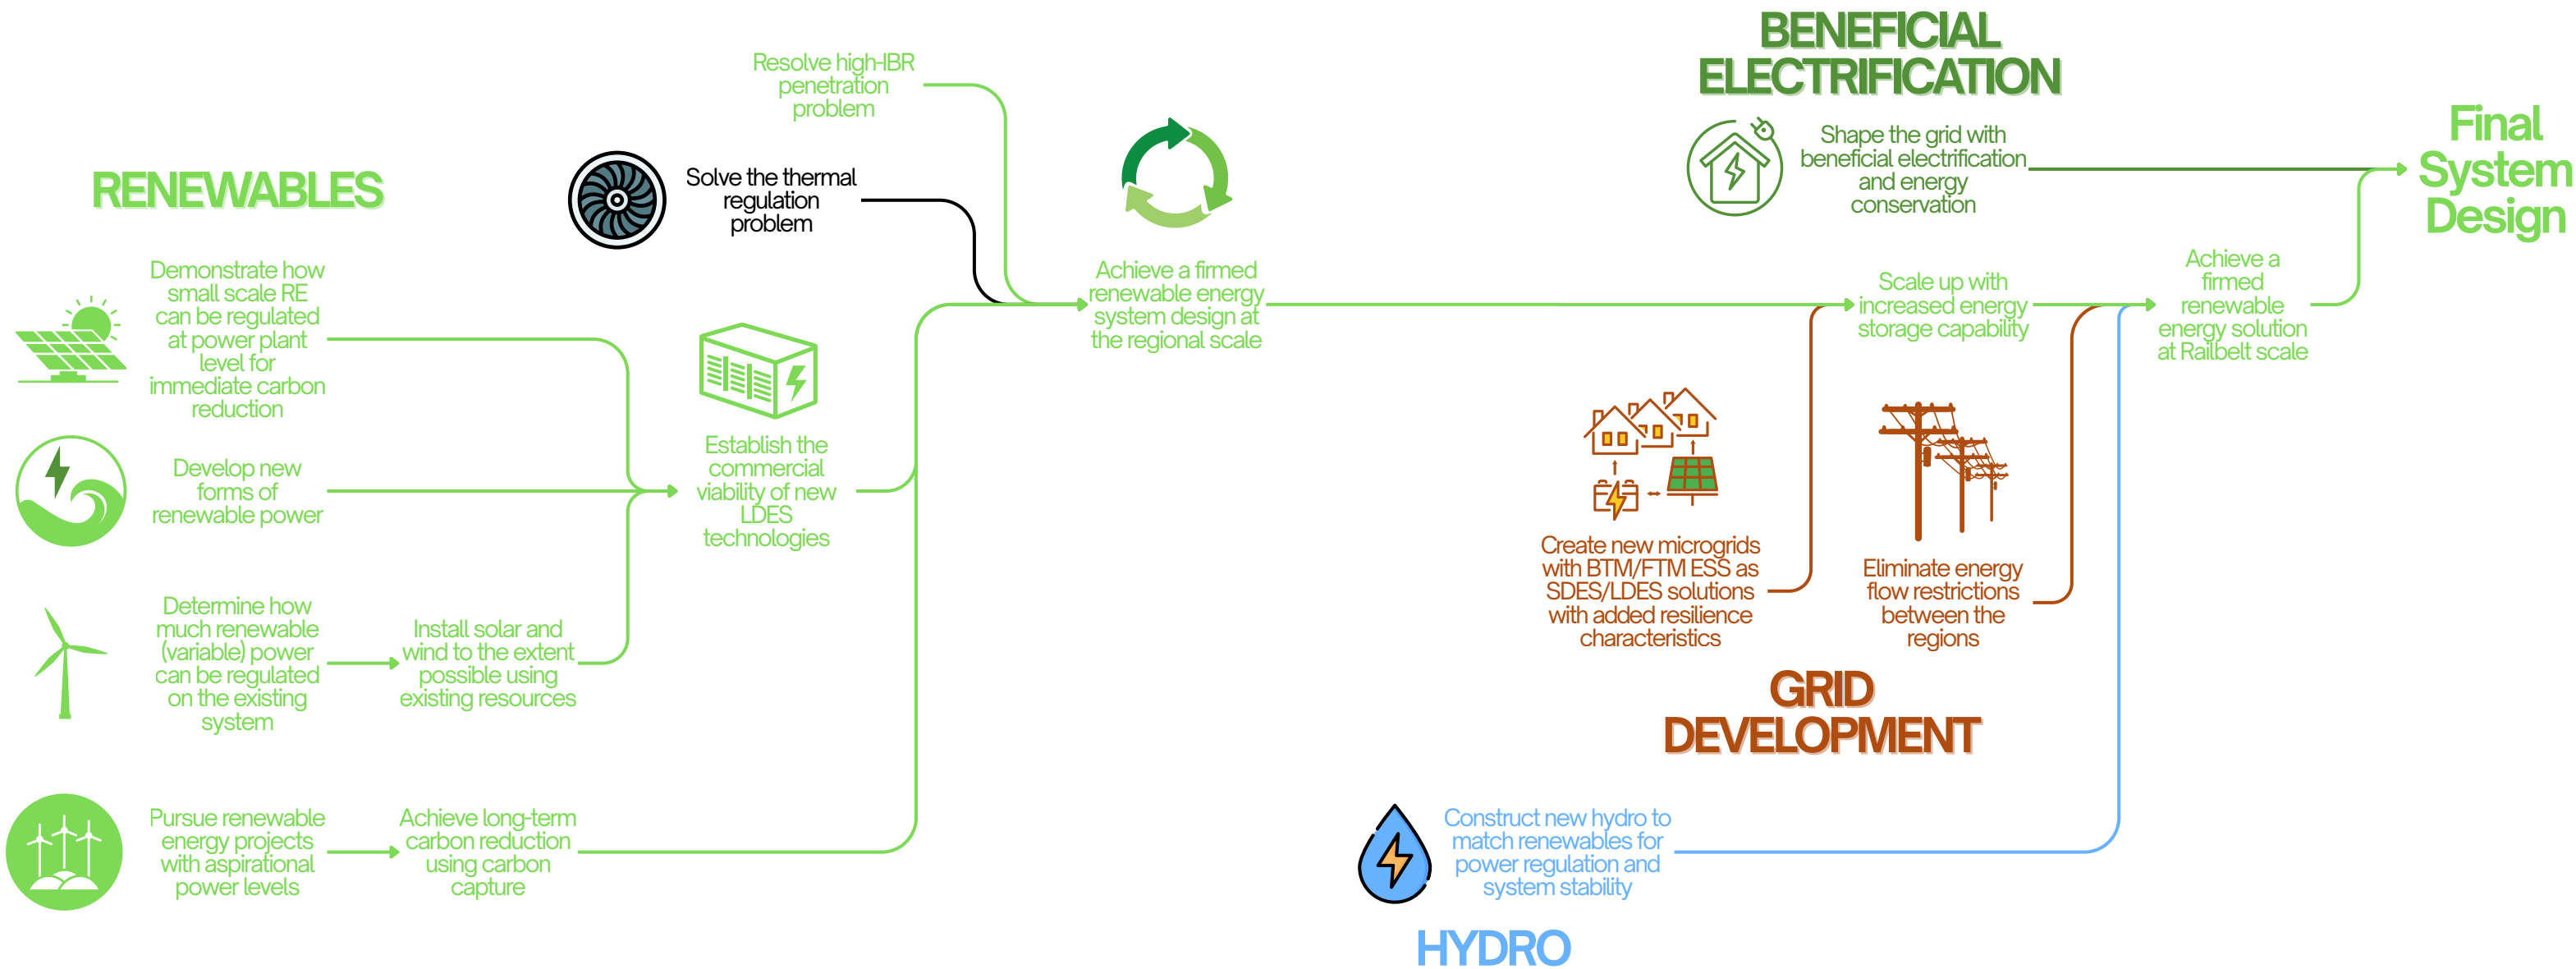 RENEWABLES
Demonstrate how
small scale RE
can be regulated
at power plant
level for
immediate carbon
reduction
Develop new
forms of
renewable power
Determine how
much renewable
(variable) power
can be regulated
on the existing
system
Install solar and
wind to the extent
possible using
existing resources
Pursue renewable
energy projects
with aspirational
power levels
Achieve long-term
carbon reduction
using carbon
capture
Resolve high-IBR
penetration
problem
Solve the thermal
regulation
problem
Establish the
commercial
viability of new
LDES
technologies
Achieve a firmed
renewable energy
system design at
the regional scale
BENEFICIAL
ELECTRIFICATION
Shape the grid with
beneficial electrification
and energy
conservation
Scale up with
increased energy
storage capability
Create new microgrids
with BTM/FTM ESS as
SDES/LDES solutions
with added resilience
characteristics
Eliminate energy
flow restrictions
between the
regions
GRID
DEVELOPMENT
Construct new hydro to
match renewables for
power regulation and
system stability
HYDRO
Achieve a
firmed
renewable
energy solution
at Railbelt scale
Final
System
Design